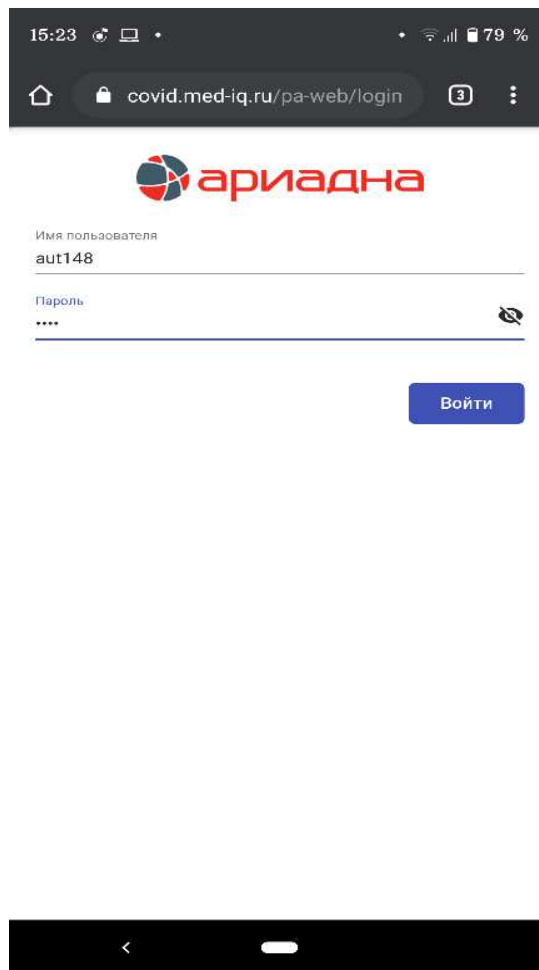 15:23 79 %
covid.med-iq.ru/pa-web/login 3
ариадна
Имя пользователя
aut148
Пароль
••••
Войти